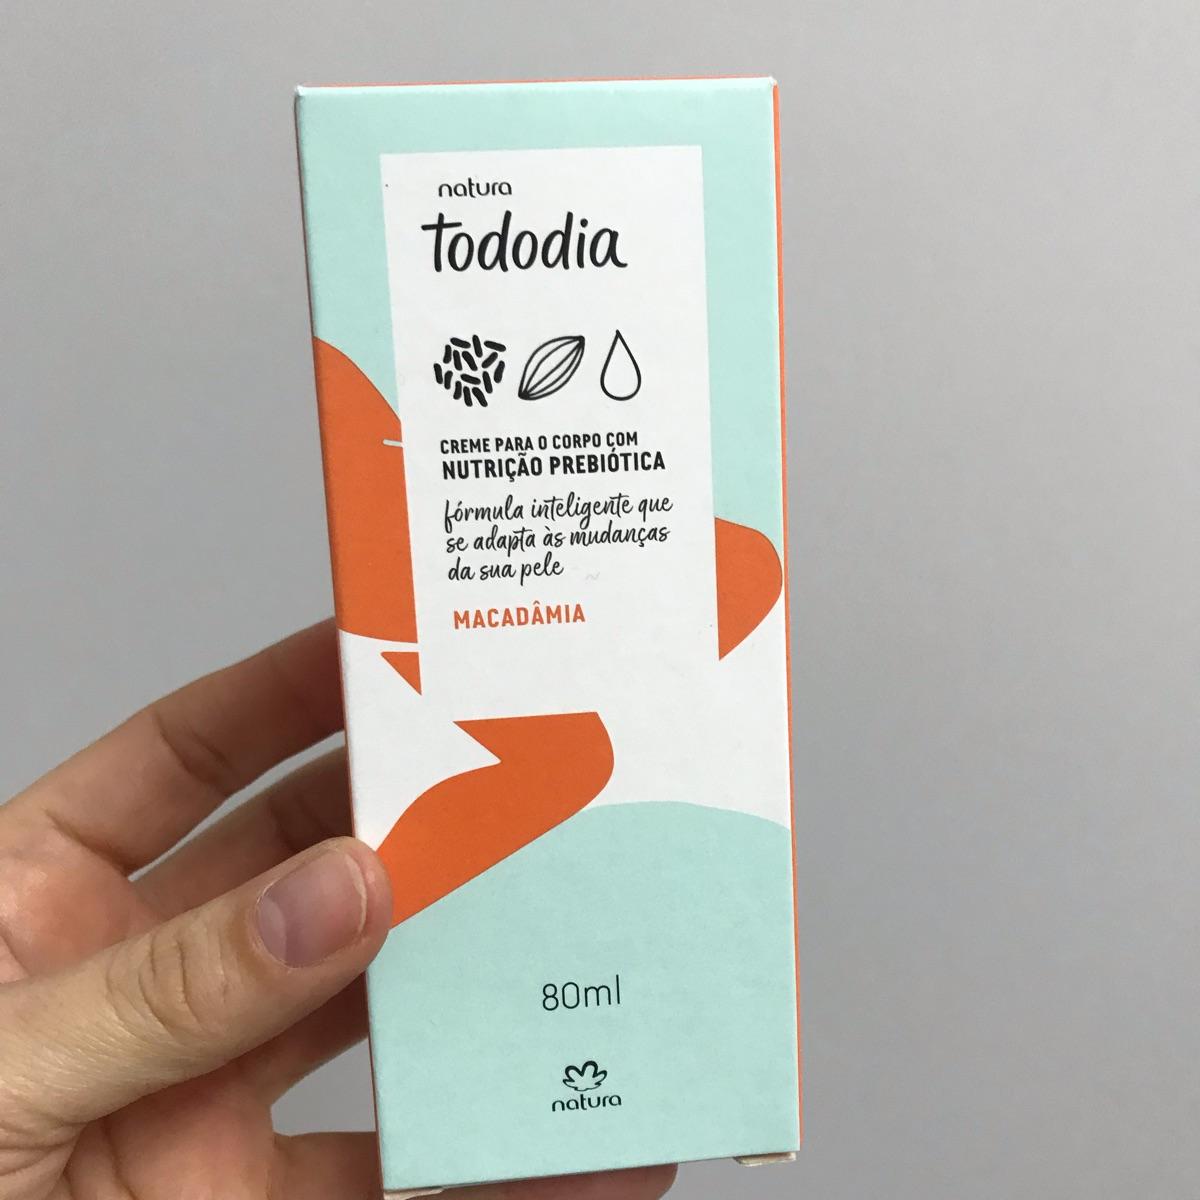 natura
tododia
CREME PARA O CORPO COM
NUTRIÇÃO PREBIÓTICA
fórmula inteligente que
se adapta às mudanças
da sua pele
MACADÂMIA
80ml
natura